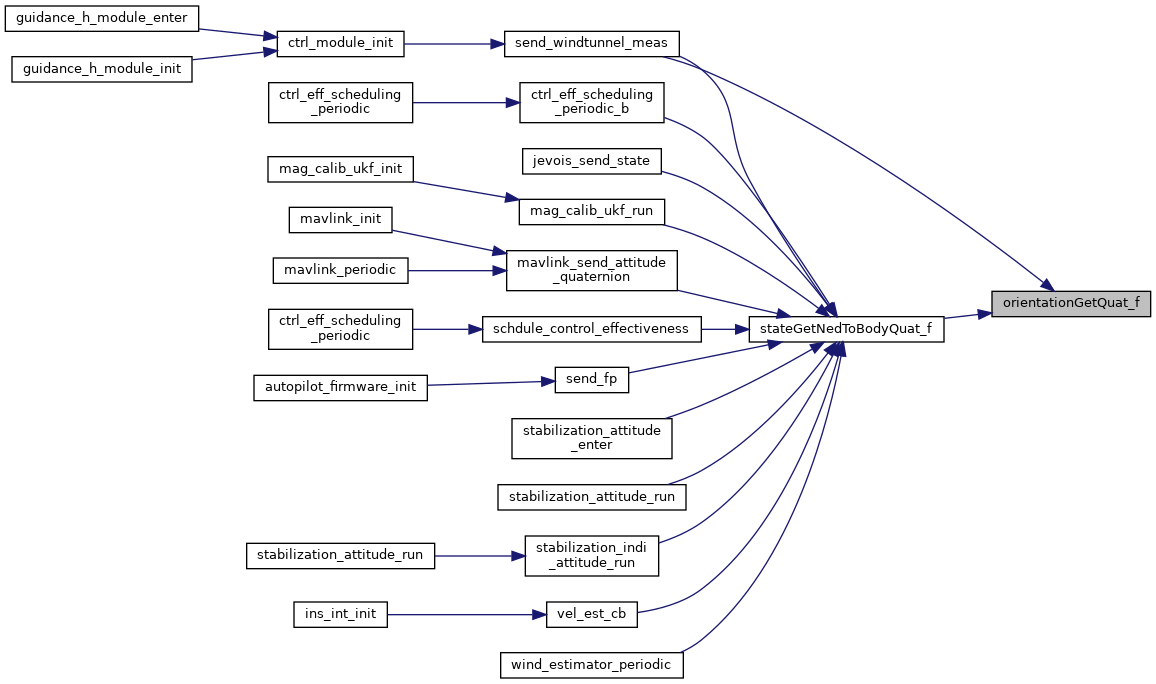 guidance_h_module_enter
guidance_h_module_init
ctrl_module_init
send_windtunnel_meas
ctrl_eff_scheduling
_periodic
ctrl_eff_scheduling
_periodic_b
jevois_send_state
mag_calib_ukf_init
mag_calib_ukf_run
mavlink_init
mavlink_periodic
mavlink_send_attitude
_quaternion
ctrl_eff_scheduling
_periodic
schdule_control_effectiveness
stateGetNedToBodyQuat_f
orientationGetQuat_f
autopilot_firmware_init
send_fp
stabilization_attitude
_enter
stabilization_attitude_run
stabilization_attitude_run
stabilization_indi
_attitude_run
ins_int_init
vel_est_cb
wind_estimator_periodic